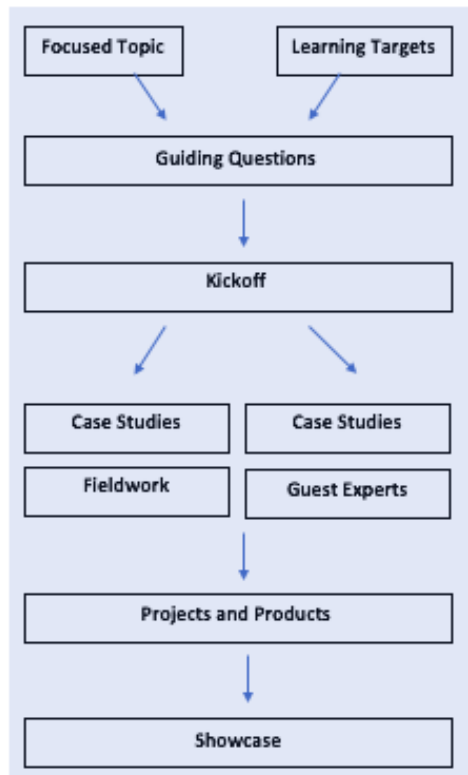 Focused Topic
Learning Targets
Guiding Questions
Kickoff
Case Studies
Case Studies
Fieldwork
Guest Experts
Projects and Products
Showcase